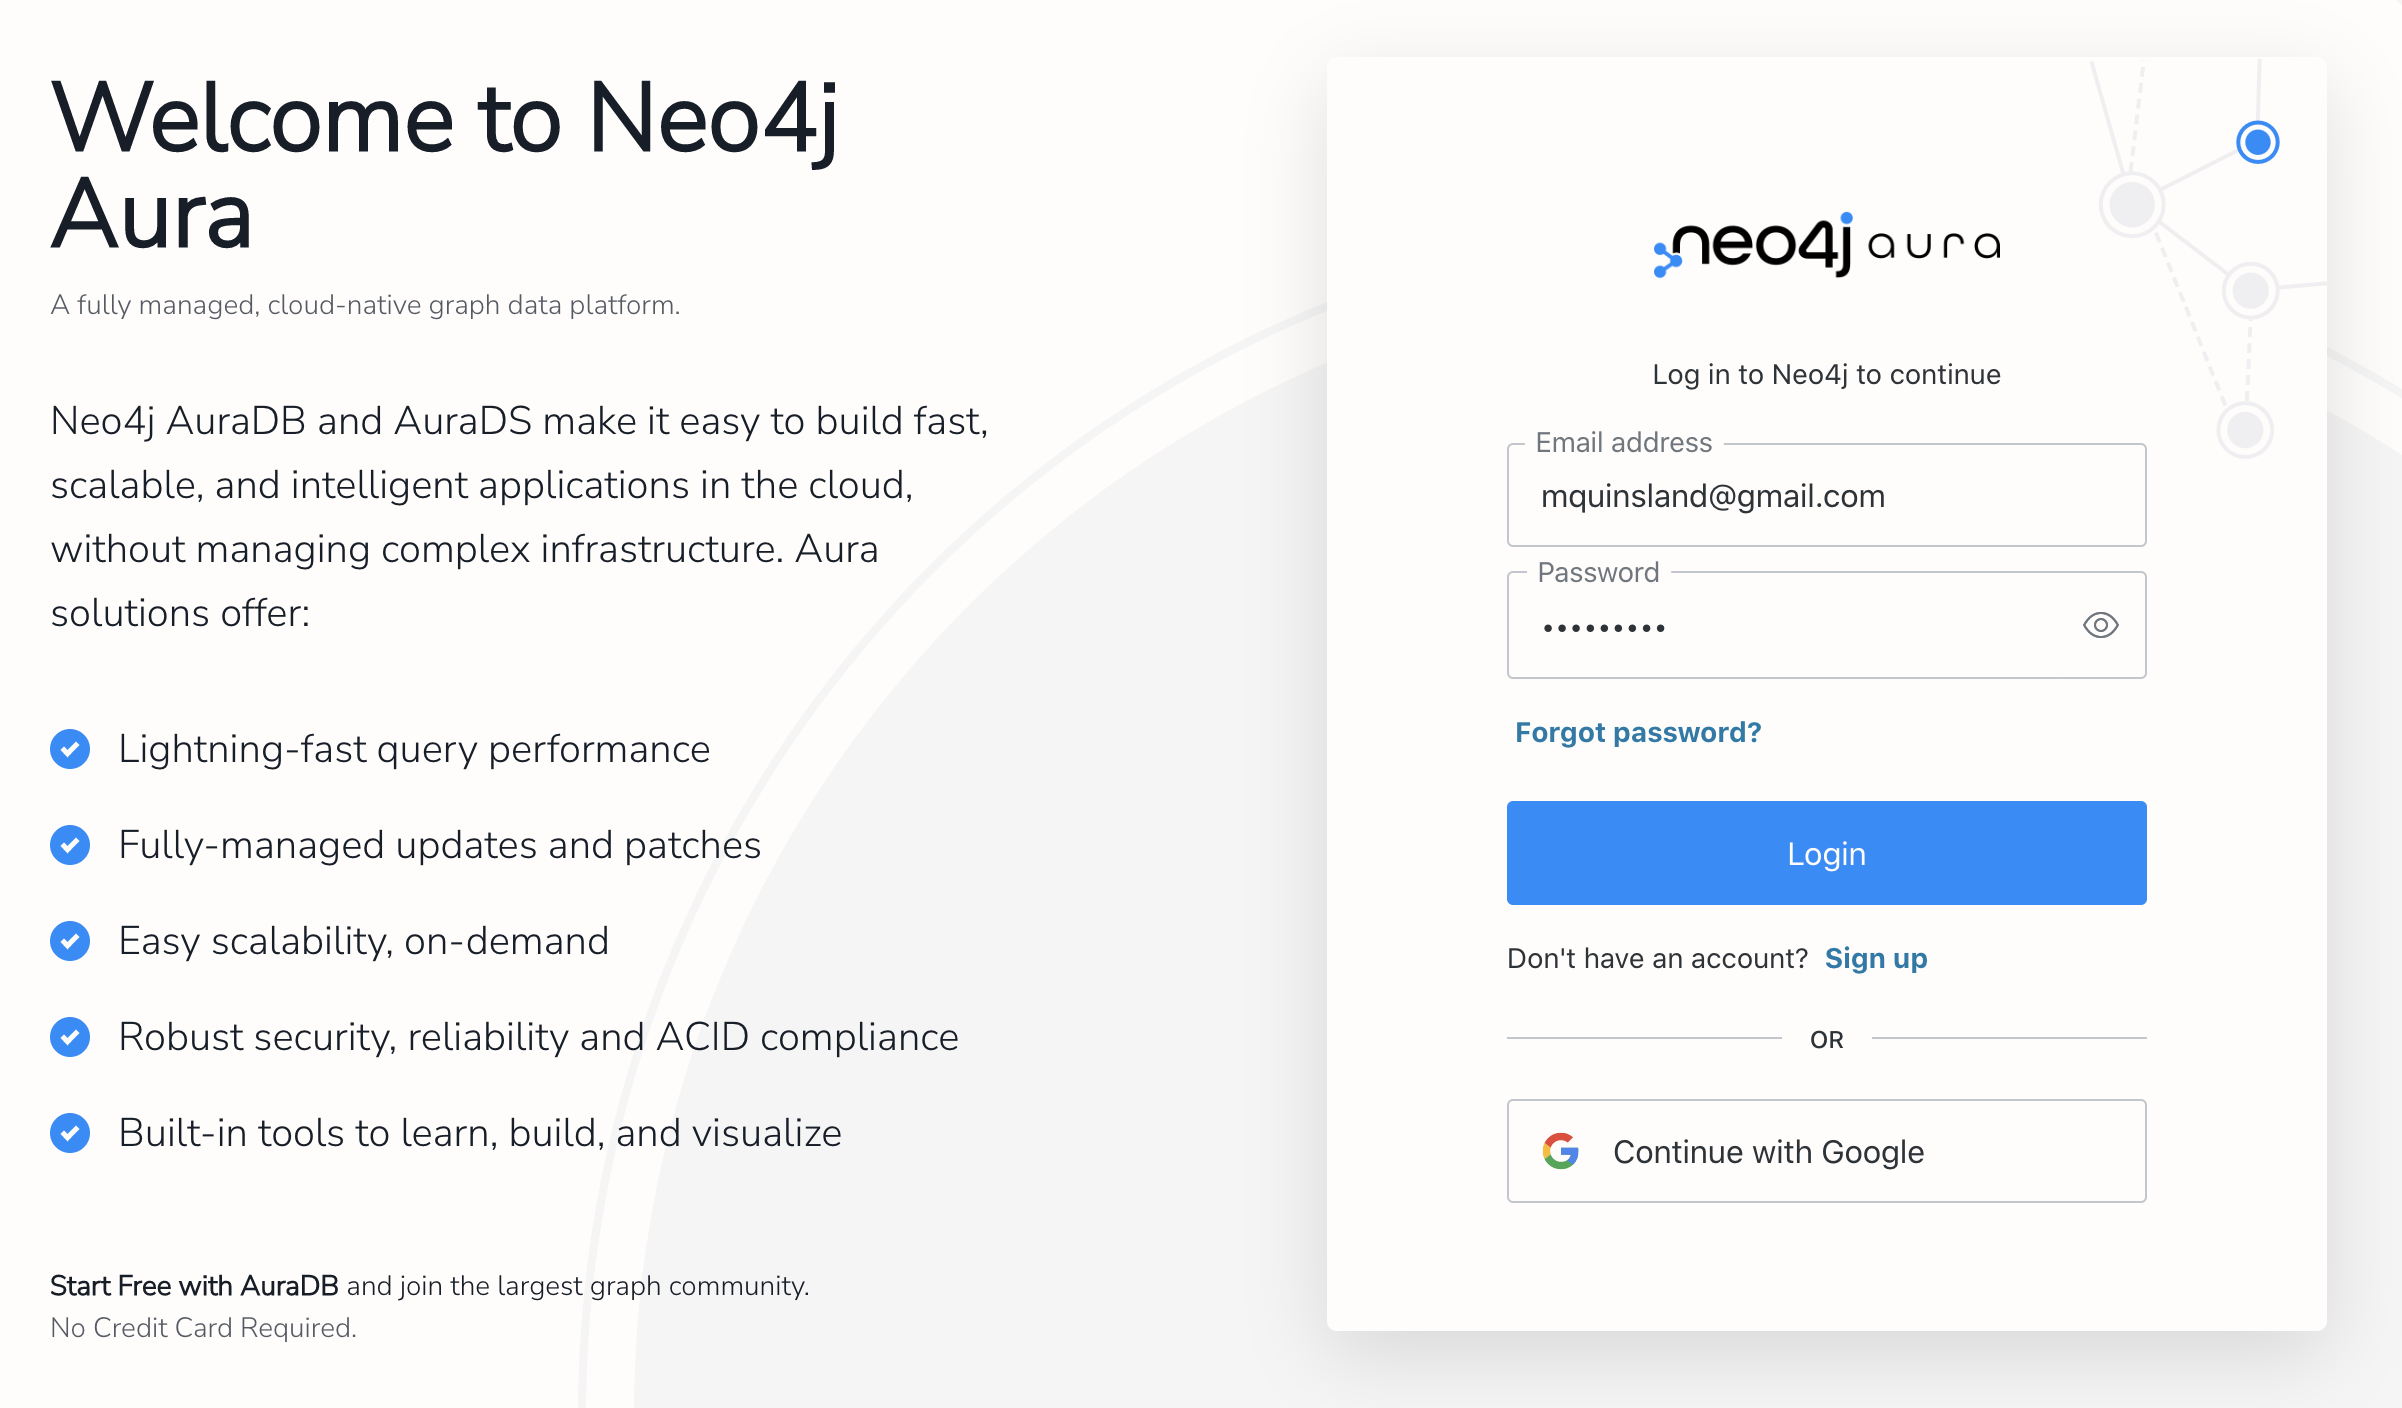 Welcome to Neo4j
Aura
A fully managed, cloud-native graph data platform.
Neo4j AuraDB and AuraDS make it easy to build fast,
scalable, and intelligent applications in the cloud,
without managing complex infrastructure. Aura
solutions offer:
Lightning-fast query performance
Fully-managed updates and patches
Easy scalability, on-demand
Robust security, reliability and ACID compliance
Built-in tools to learn, build, and visualize
Start Free with AuraDB and join the largest graph community.
No Credit Card Required.
neo4j aura
Log in to Neo4j to continue
Email address
mquinsland@gmail.com
Password
•••••••••
Forgot password?
Login
Don't have an account? Sign up
OR
Continue with Google